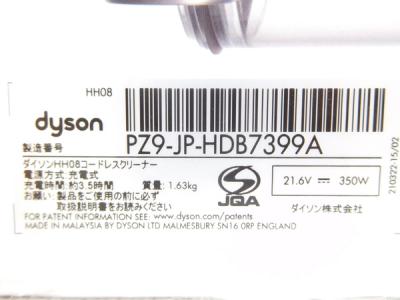 HH08
dyson
製造番号
PZ9-JP-HDB7399A
ダイソンHH08コードレスクリーナー
電源方式:充電式
充電時間:約3.5時間 質量:1.63kg
お願い:製品をご使用の前に必ず
取扱説明書をお読みください
JQA
21.6V 350W
ダイソン株式会社
FOR PATENT INFORMATION SEE: www.dyson/patents
MADE IN MALAYSIA BY DYSON LTD MALMESBURY SN16 0RP ENGLAND
210322-15/02